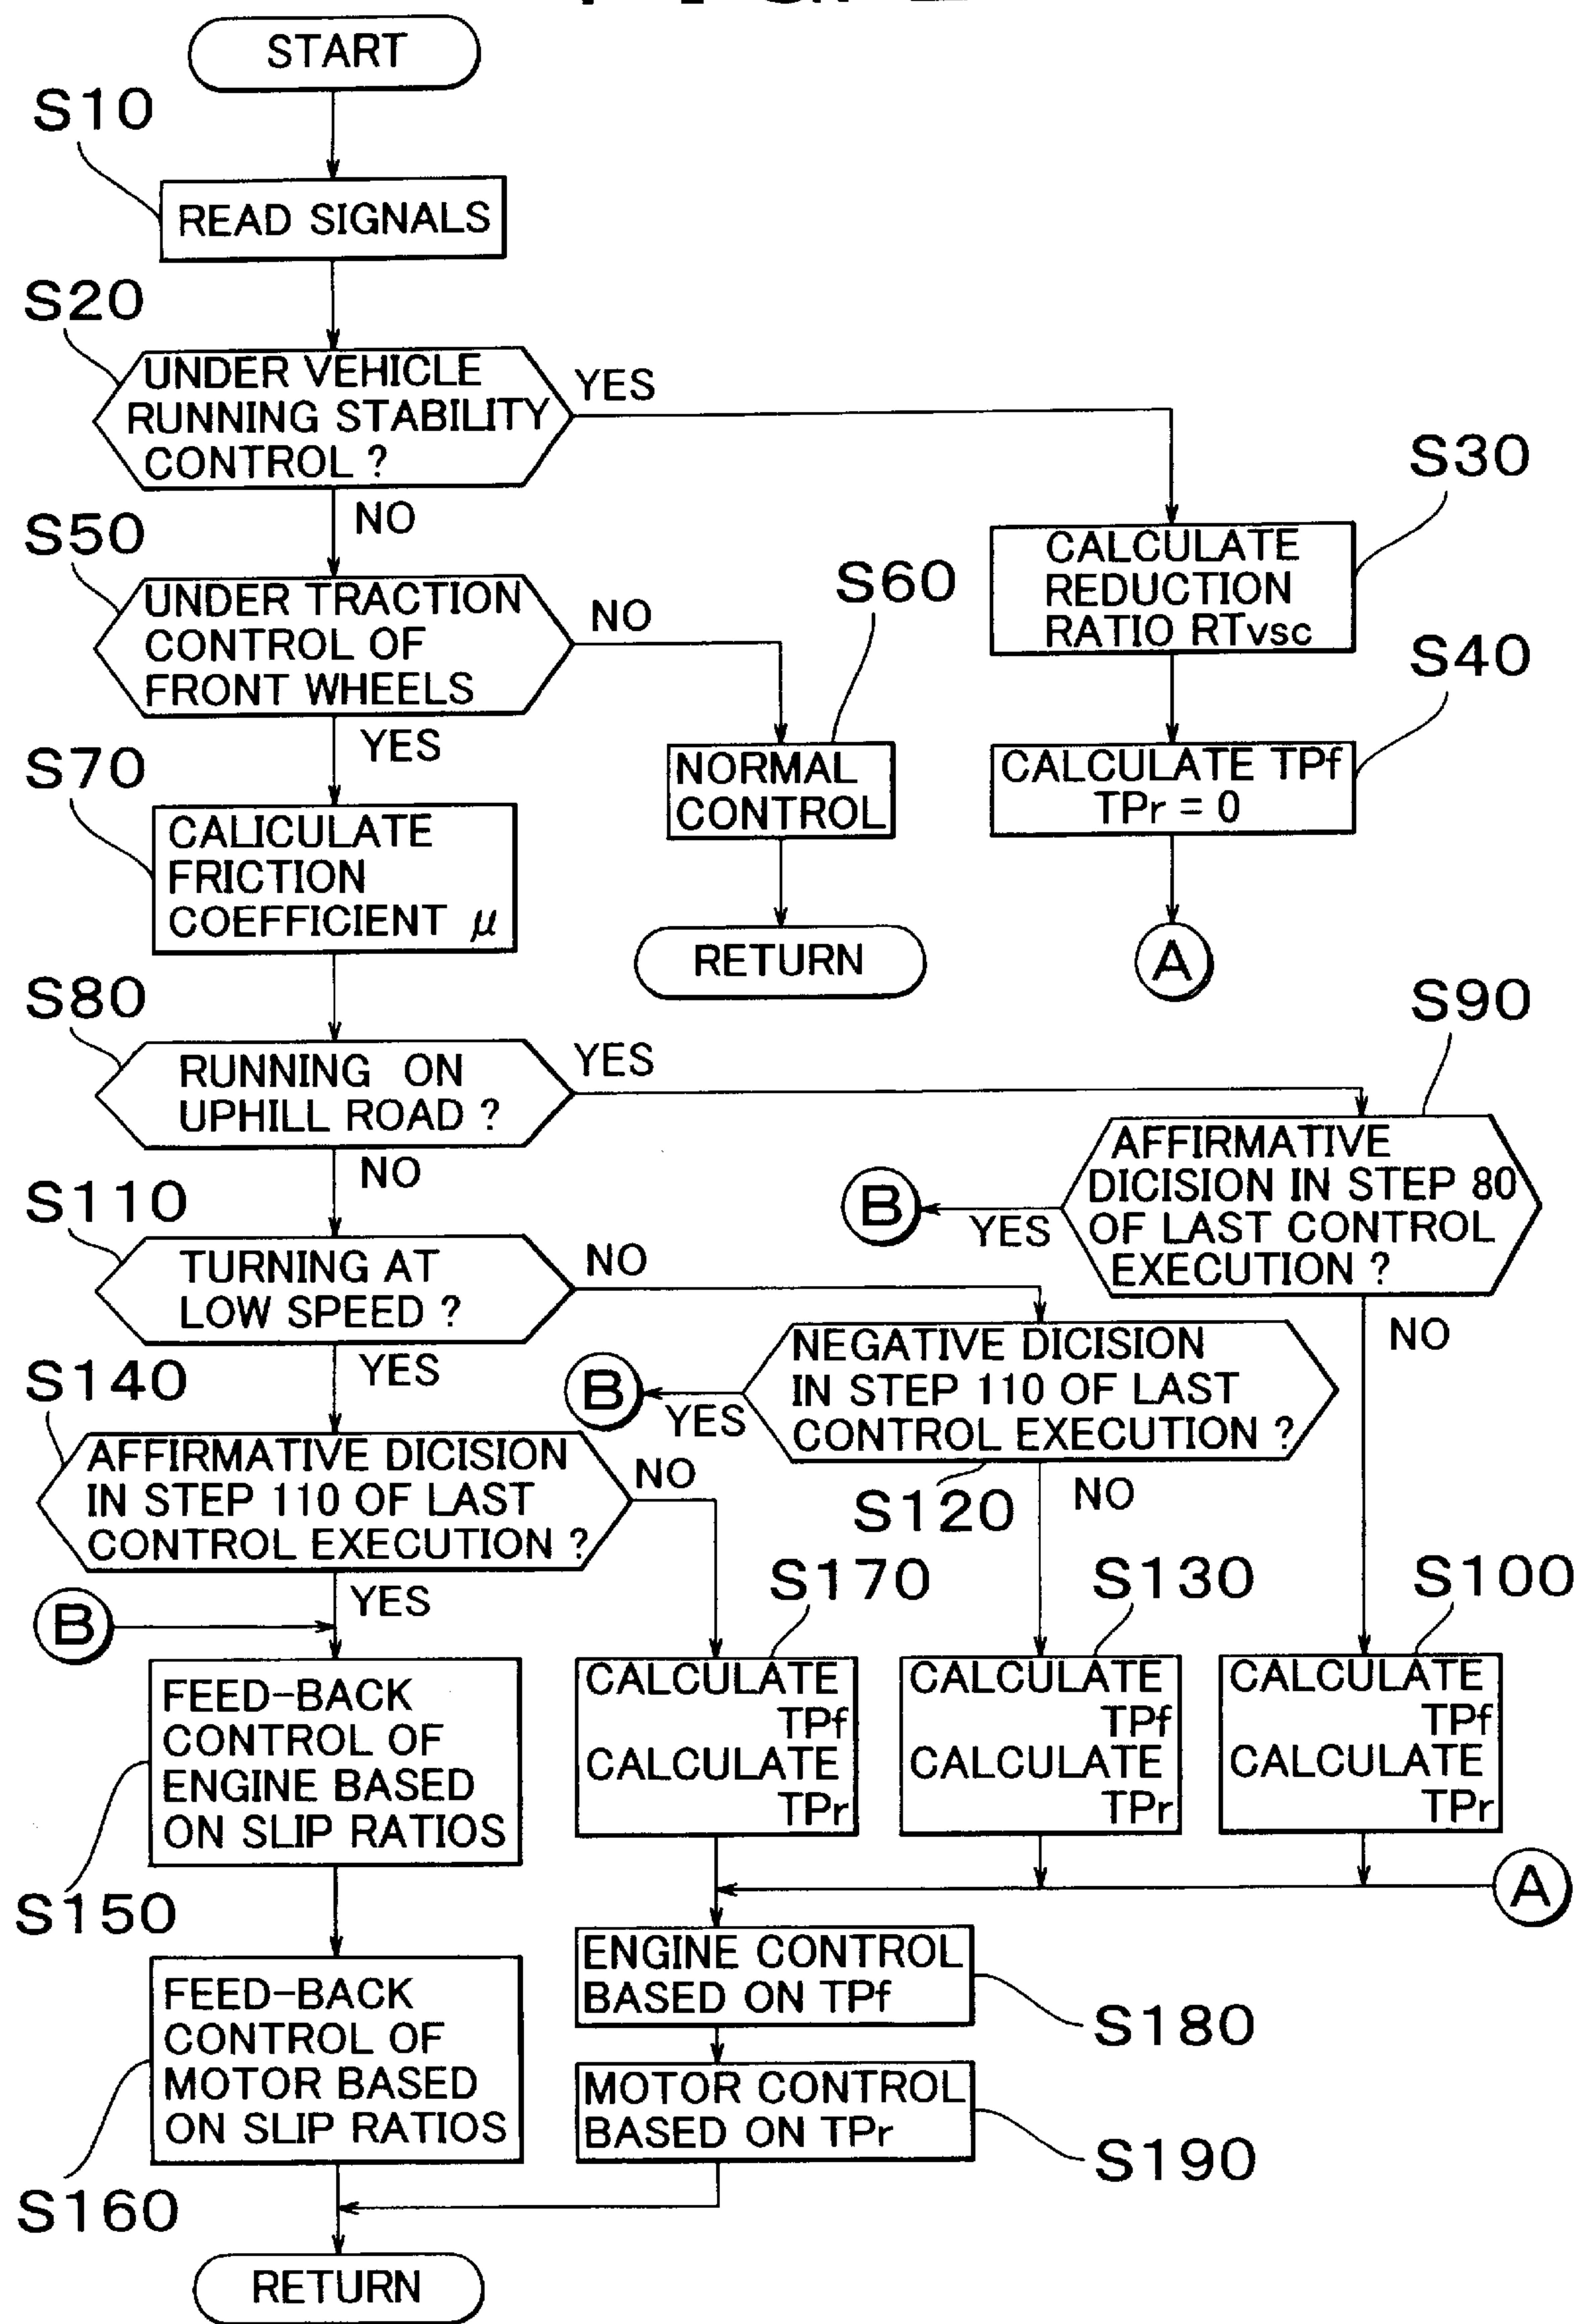 START
S10
READ SIGNALS
S20
UNDER VEHICLE
RUNNING STABILITY
CONTROL ?
YES
NO
S30
CALCULATE
REDUCTION
RATIO RTvsc
S40
CALCULATE TPf
TPr = 0
A
S50
UNDER TRACTION
CONTROL OF
FRONT WHEELS
NO
YES
S60
NORMAL
CONTROL
RETURN
S70
CALICULATE
FRICTION
COEFFICIENT μ
S80
RUNNING ON
UPHILL ROAD ?
YES
NO
S90
AFFIRMATIVE
DICISION IN STEP 80
OF LAST CONTROL
EXECUTION ?
YES
B
NO
S110
TURNING AT
LOW SPEED ?
NO
YES
NEGATIVE DICISION
IN STEP 110 OF LAST
CONTROL EXECUTION ?
YES
B
S120
NO
S140
AFFIRMATIVE DICISION
IN STEP 110 OF LAST
CONTROL EXECUTION ?
NO
YES
B
S170
CALCULATE
TPf
CALCULATE
TPr
S130
CALCULATE
TPf
CALCULATE
TPr
S100
CALCULATE
TPf
CALCULATE
TPr
A
FEED-BACK
CONTROL OF
ENGINE BASED
ON SLIP RATIOS
S150
ENGINE CONTROL
BASED ON TPf
S180
FEED-BACK
CONTROL OF
MOTOR BASED
ON SLIP RATIOS
S160
MOTOR CONTROL
BASED ON TPr
S190
RETURN